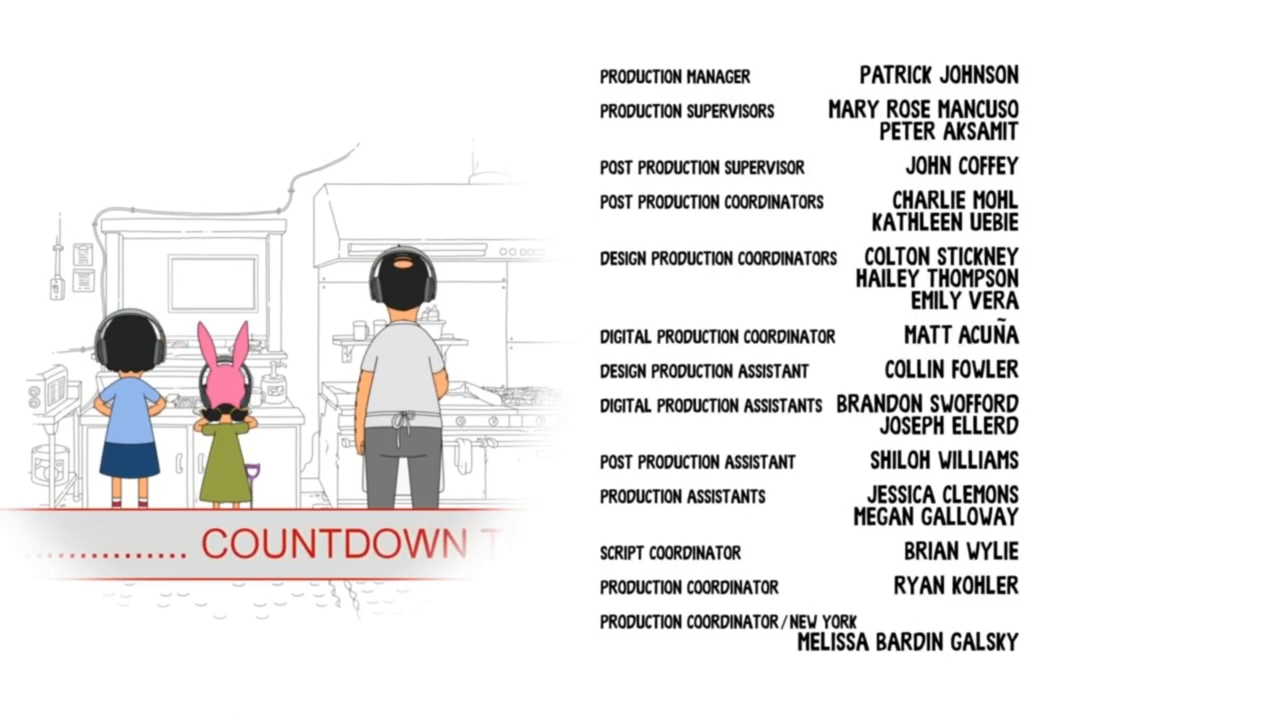 PRODUCTION MANAGER PATRICK JOHNSON
PRODUCTION SUPERVISORS MARY ROSE MANCUSO
PETER AKSAMIT
POST PRODUCTION SUPERVISOR JOHN COFFEY
POST PRODUCTION COORDINATORS CHARLIE MOHL
KATHLEEN UEBIE
DESIGN PRODUCTION COORDINATORS COLTON STICKNEY
HAILEY THOMPSON
EMILY VERA
DIGITAL PRODUCTION COORDINATOR MATT ACUÑA
DESIGN PRODUCTION ASSISTANT COLLIN FOWLER
DIGITAL PRODUCTION ASSISTANTS BRANDON SWOFFORD
JOSEPH ELLERD
POST PRODUCTION ASSISTANT SHILOH WILLIAMS
PRODUCTION ASSISTANTS JESSICA CLEMONS
MEGAN GALLOWAY
SCRIPT COORDINATOR BRIAN WYLIE
PRODUCTION COORDINATOR RYAN KOHLER
PRODUCTION COORDINATOR/NEW YORK
MELISSA BARDIN GALSKY
.............. COUNTDOWN T